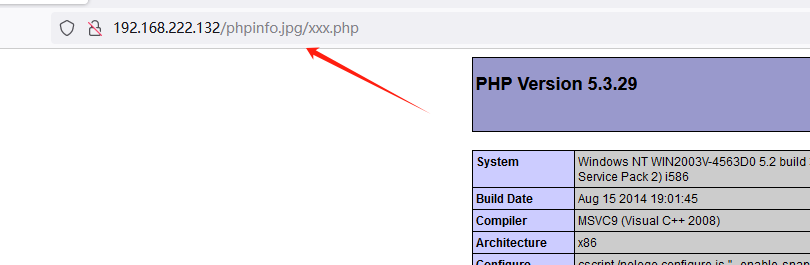 192.168.222.132/phpinfo.jpg/xxx.php
PHP Version 5.3.29
System Windows NT WIN2003V-4563D0 5.2 build
Service Pack 2) i586
Build Date Aug 15 2014 19:01:45
Compiler MSVC9 (Visual C++ 2008)
Architecture x86